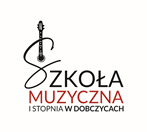 SZKOŁA
MUZYCZNA
I STOPNIA W DOBCZYCACH